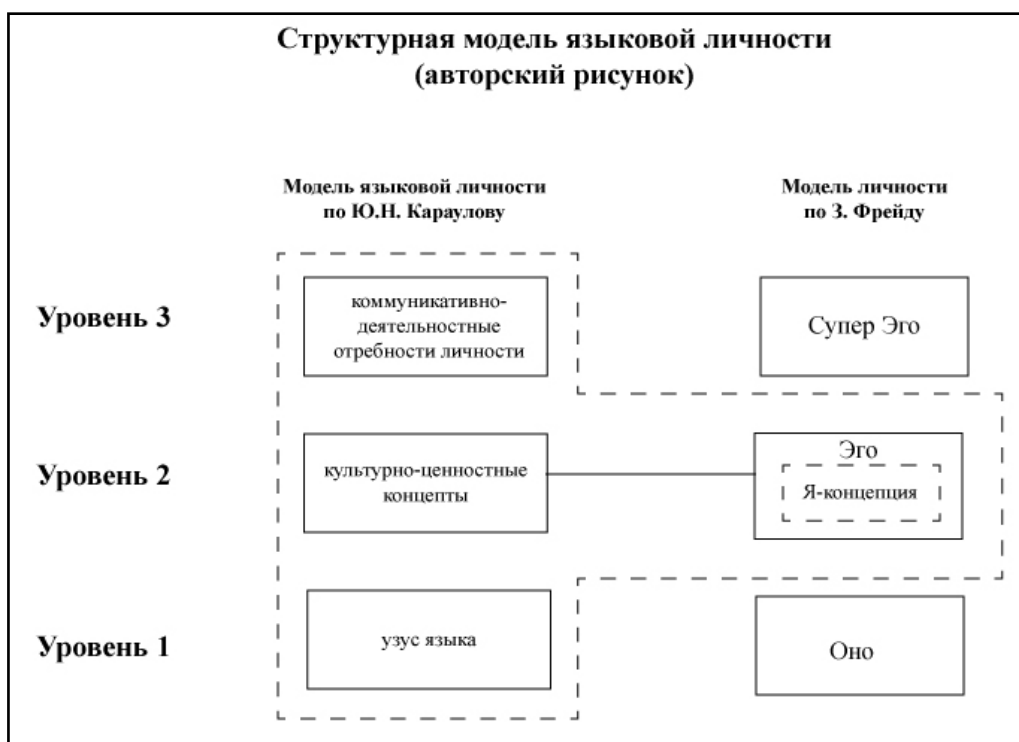 Структурная модель языковой личности
(авторский рисунок)
Модель языковой личности
по Ю.Н. Караулову
Модель личности
по З. Фрейду
Уровень 3
коммуникативно-
деятельностные
отребности личности
Супер Эго
Уровень 2
культурно-ценностные
концепты
Эго
Я-концепция
Уровень 1
узус языка
Оно